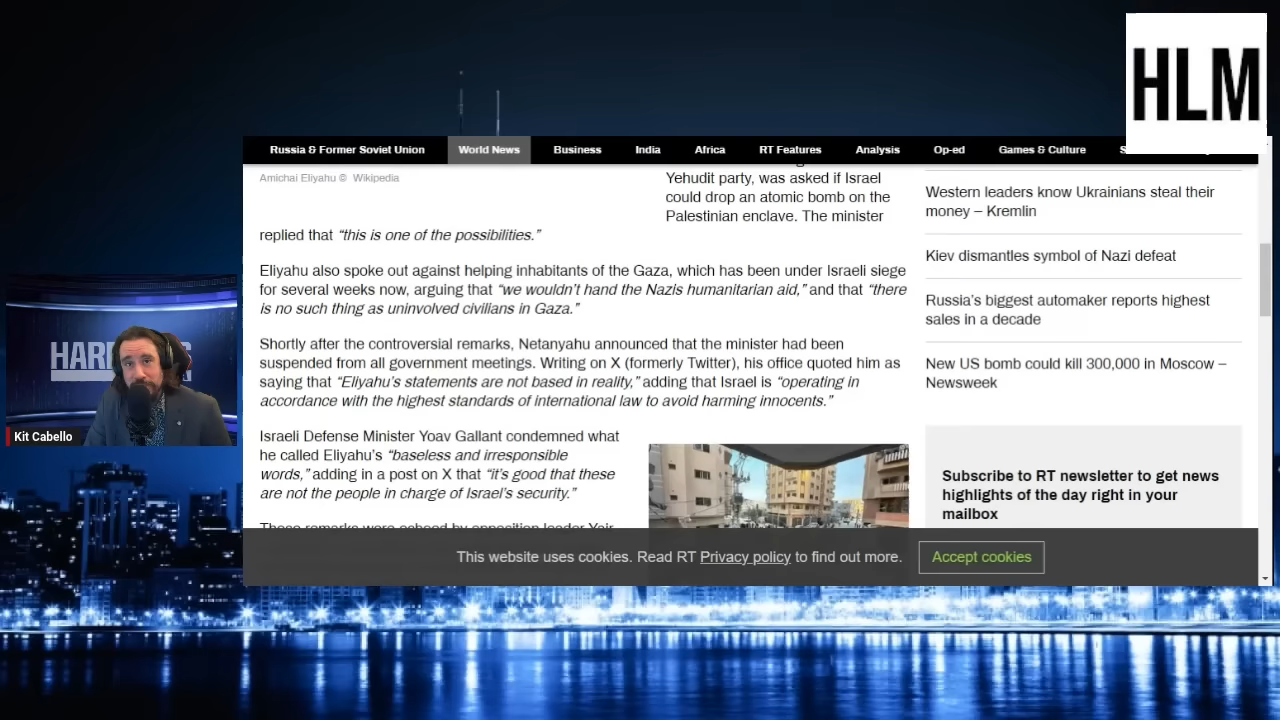 HLM
Russia & Former Soviet Union World News Business India Africa RT Features Analysis Op-ed Games & Culture
Amichai Eliyahu © Wikipedia
Yehudit party, was asked if Israel
could drop an atomic bomb on the
Palestinian enclave. The minister
replied that “this is one of the possibilities.”
Eliyahu also spoke out against helping inhabitants of the Gaza, which has been under Israeli siege
for several weeks now, arguing that “we wouldn’t hand the Nazis humanitarian aid,” and that “there
is no such thing as uninvolved civilians in Gaza.”
Shortly after the controversial remarks, Netanyahu announced that the minister had been
suspended from all government meetings. Writing on X (formerly Twitter), his office quoted him as
saying that “Eliyahu’s statements are not based in reality,” adding that Israel is “operating in
accordance with the highest standards of international law to avoid harming innocents.”
Israeli Defense Minister Yoav Gallant condemned what
he called Eliyahu’s “baseless and irresponsible
words,” adding in a post on X that “it’s good that these
are not the people in charge of Israel’s security.”
These remarks were echoed by opposition leader Yair
Western leaders know Ukrainians steal their
money – Kremlin
Kiev dismantles symbol of Nazi defeat
Russia’s biggest automaker reports highest
sales in a decade
New US bomb could kill 300,000 in Moscow –
Newsweek
Subscribe to RT newsletter to get news
highlights of the day right in your
mailbox
This website uses cookies. Read RT Privacy policy to find out more. Accept cookies
Kit Cabello